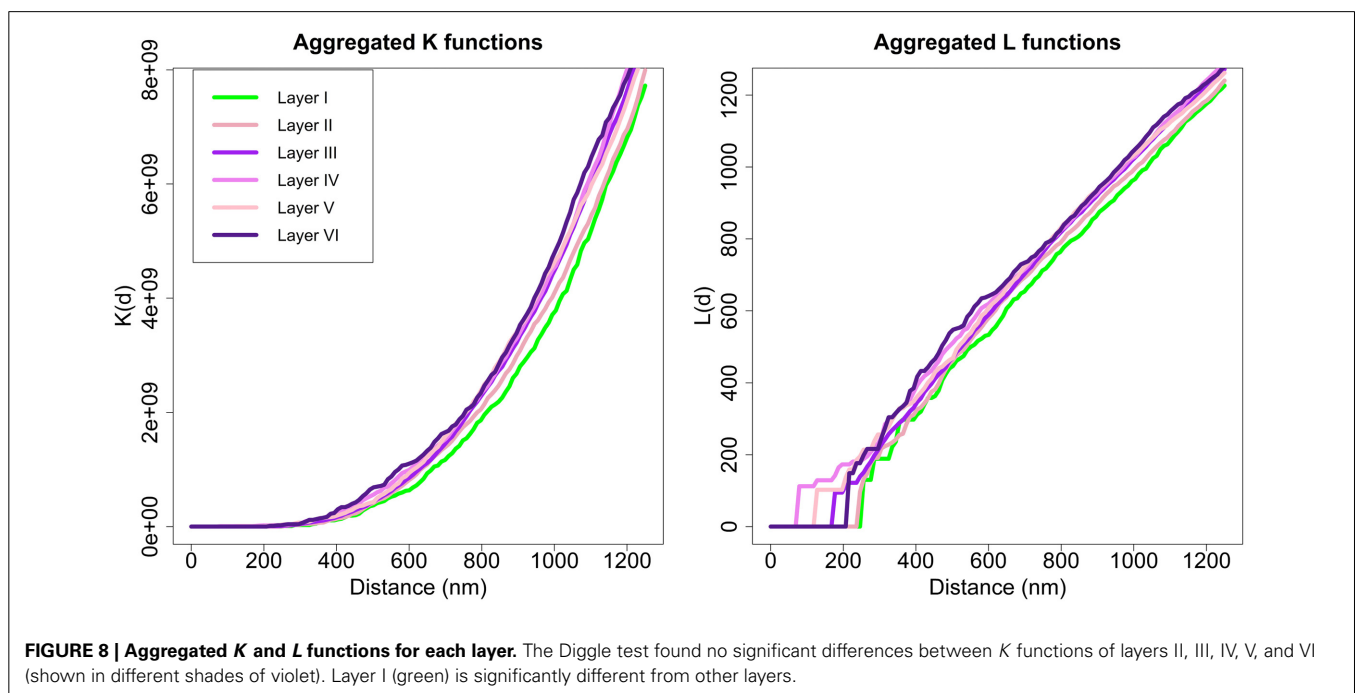 Aggregated K functions
K(d)
8e+09
6e+09
4e+09
2e+09
0e+00
Layer I
Layer II
Layer III
Layer IV
Layer V
Layer VI
0 200 400 600 800 1000 1200
Distance (nm)
Aggregated L functions
L(d)
1200
1000
800
600
400
200
0
0 200 400 600 800 1000 1200
Distance (nm)
FIGURE 8 | Aggregated K and L functions for each layer. The Diggle test found no significant differences between K functions of layers II, III, IV, V, and VI
(shown in different shades of violet). Layer I (green) is significantly different from other layers.